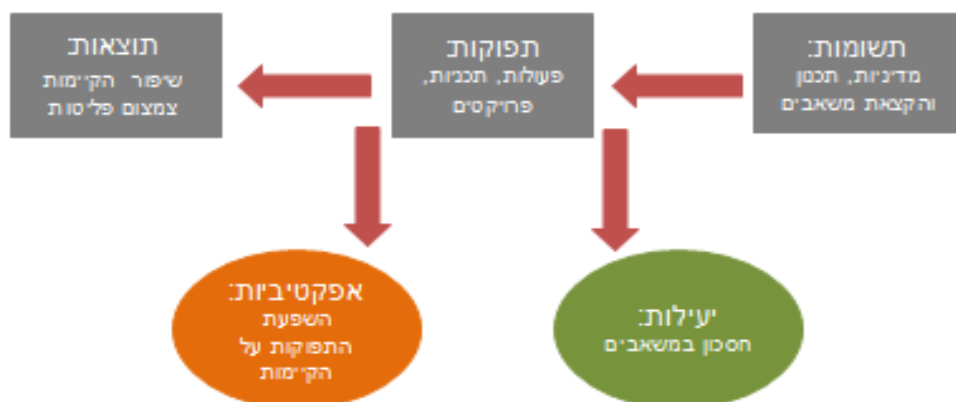 תשומות:
מדיניות, תכנון
והקצאת משאבים
תפוקות:
פעולות, תכניות,
פרויקטים
תוצאות:
שיפור הקיימות
צמצום פליטות
יעילות:
חסכון במשאבים
אפקטיביות:
השפעת
התפוקות על
הקיימות